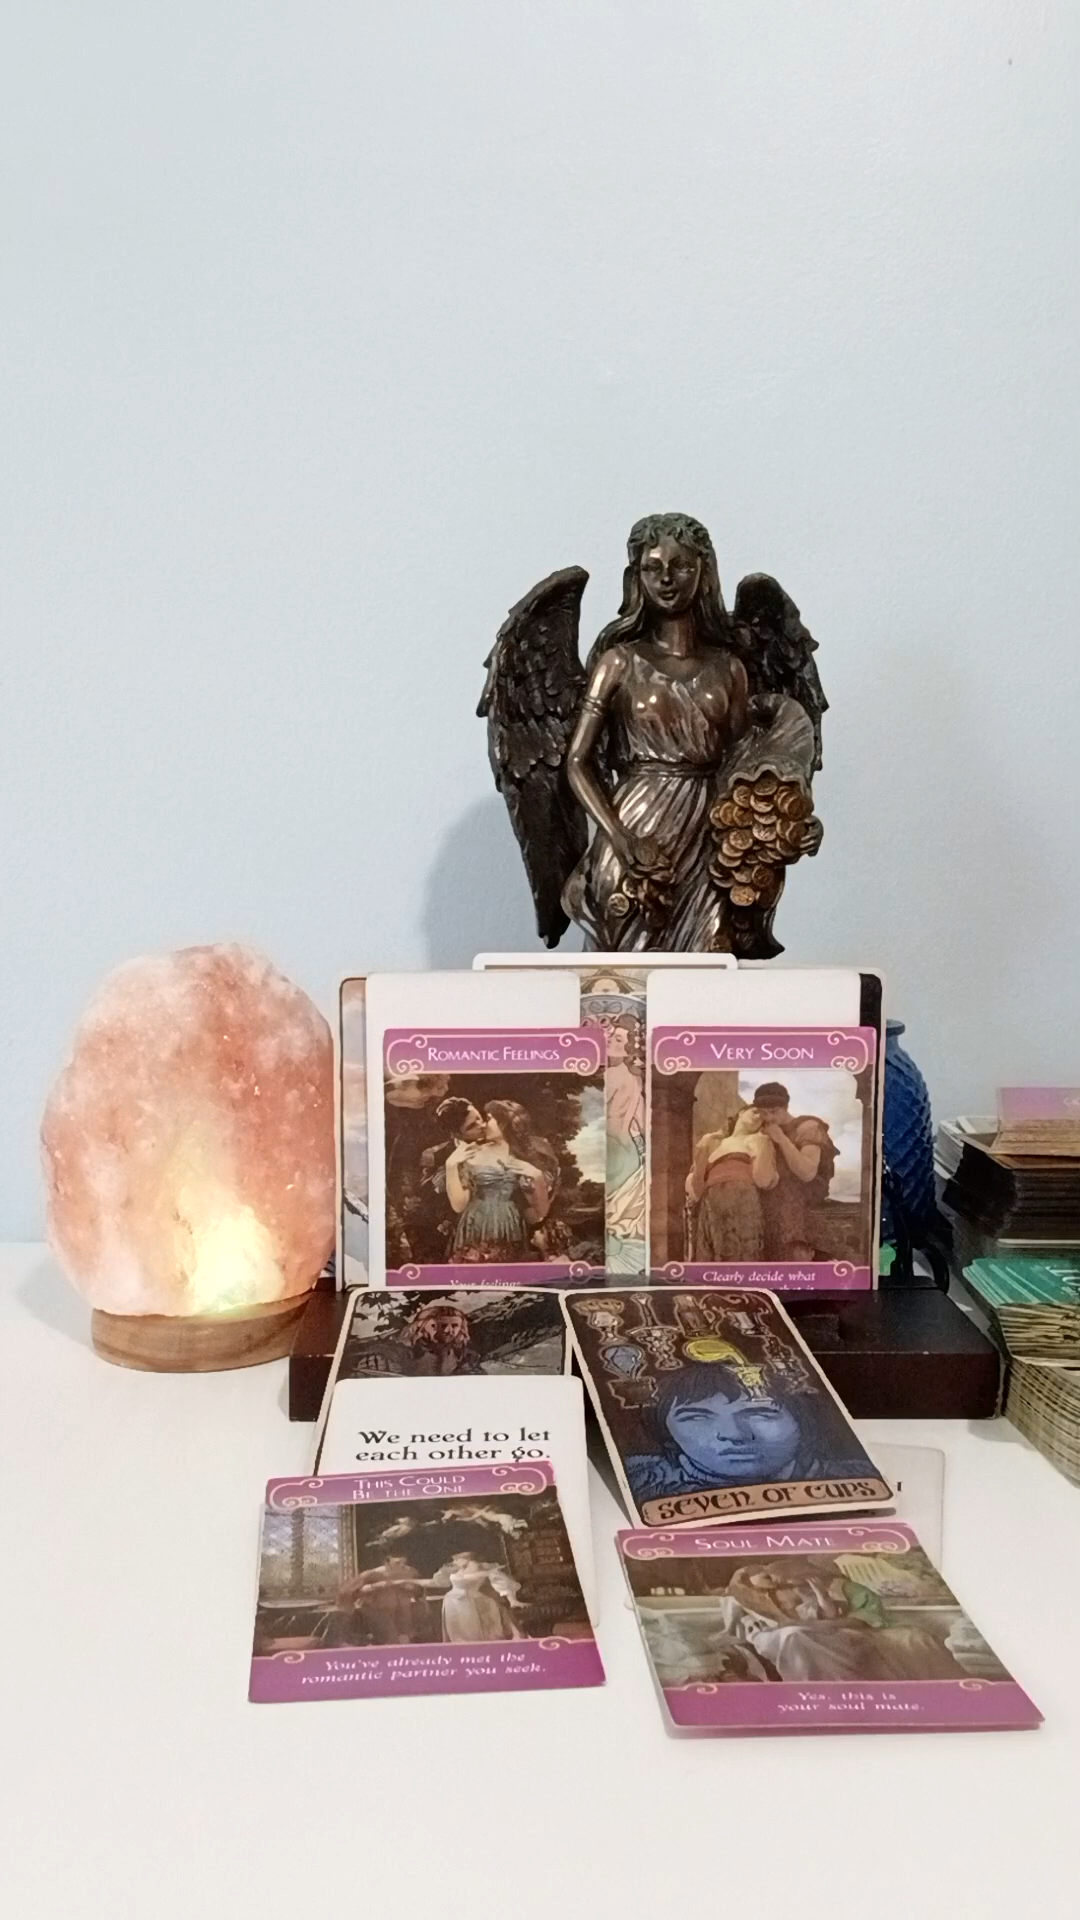 ROMANTIC FEELINGS
VERY SOON
Your feelings
Clearly decide what
We need to let
each other go.
SEVEN OF CUPS
THIS COULD
BE THE ONE
You've already met the
romantic partner you seek.
SOUL MATE
Yes, this is
your soul mate.